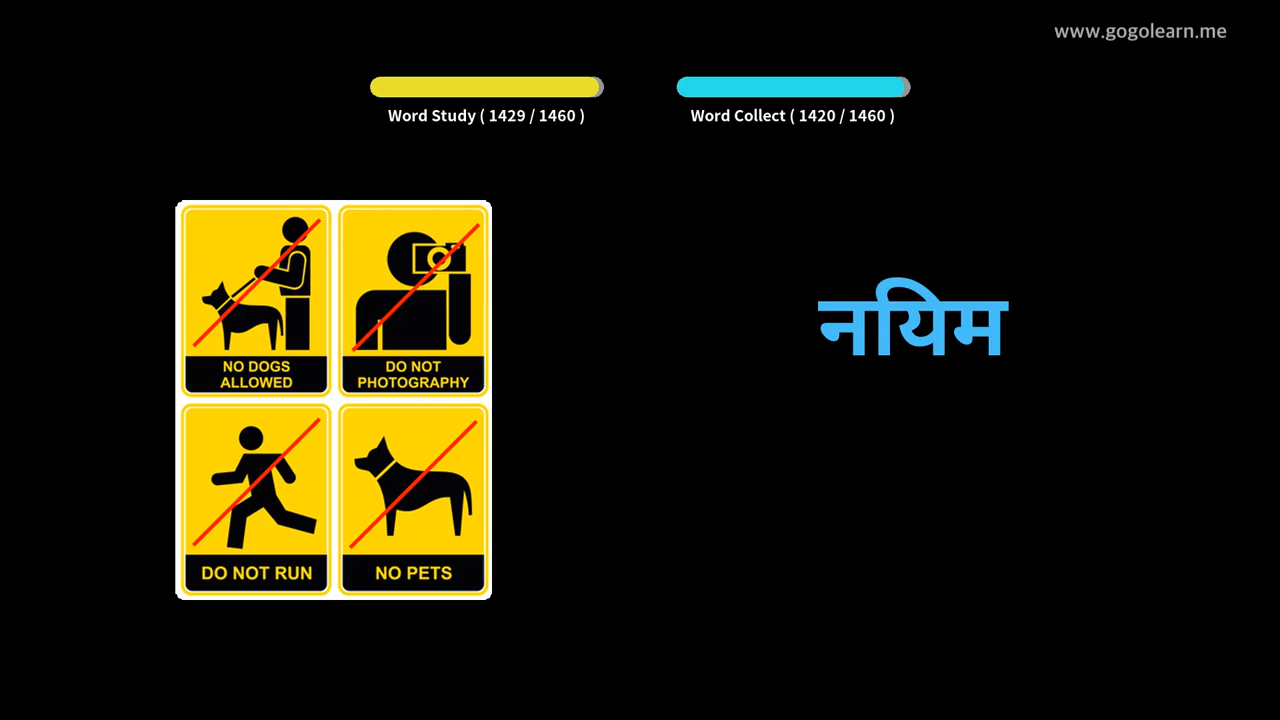 www.gogolearn.me
Word Study ( 1429 / 1460 )
Word Collect ( 1420 / 1460 )
NO DOGS
ALLOWED
DO NOT
PHOTOGRAPHY
नयिम
DO NOT RUN
NO PETS